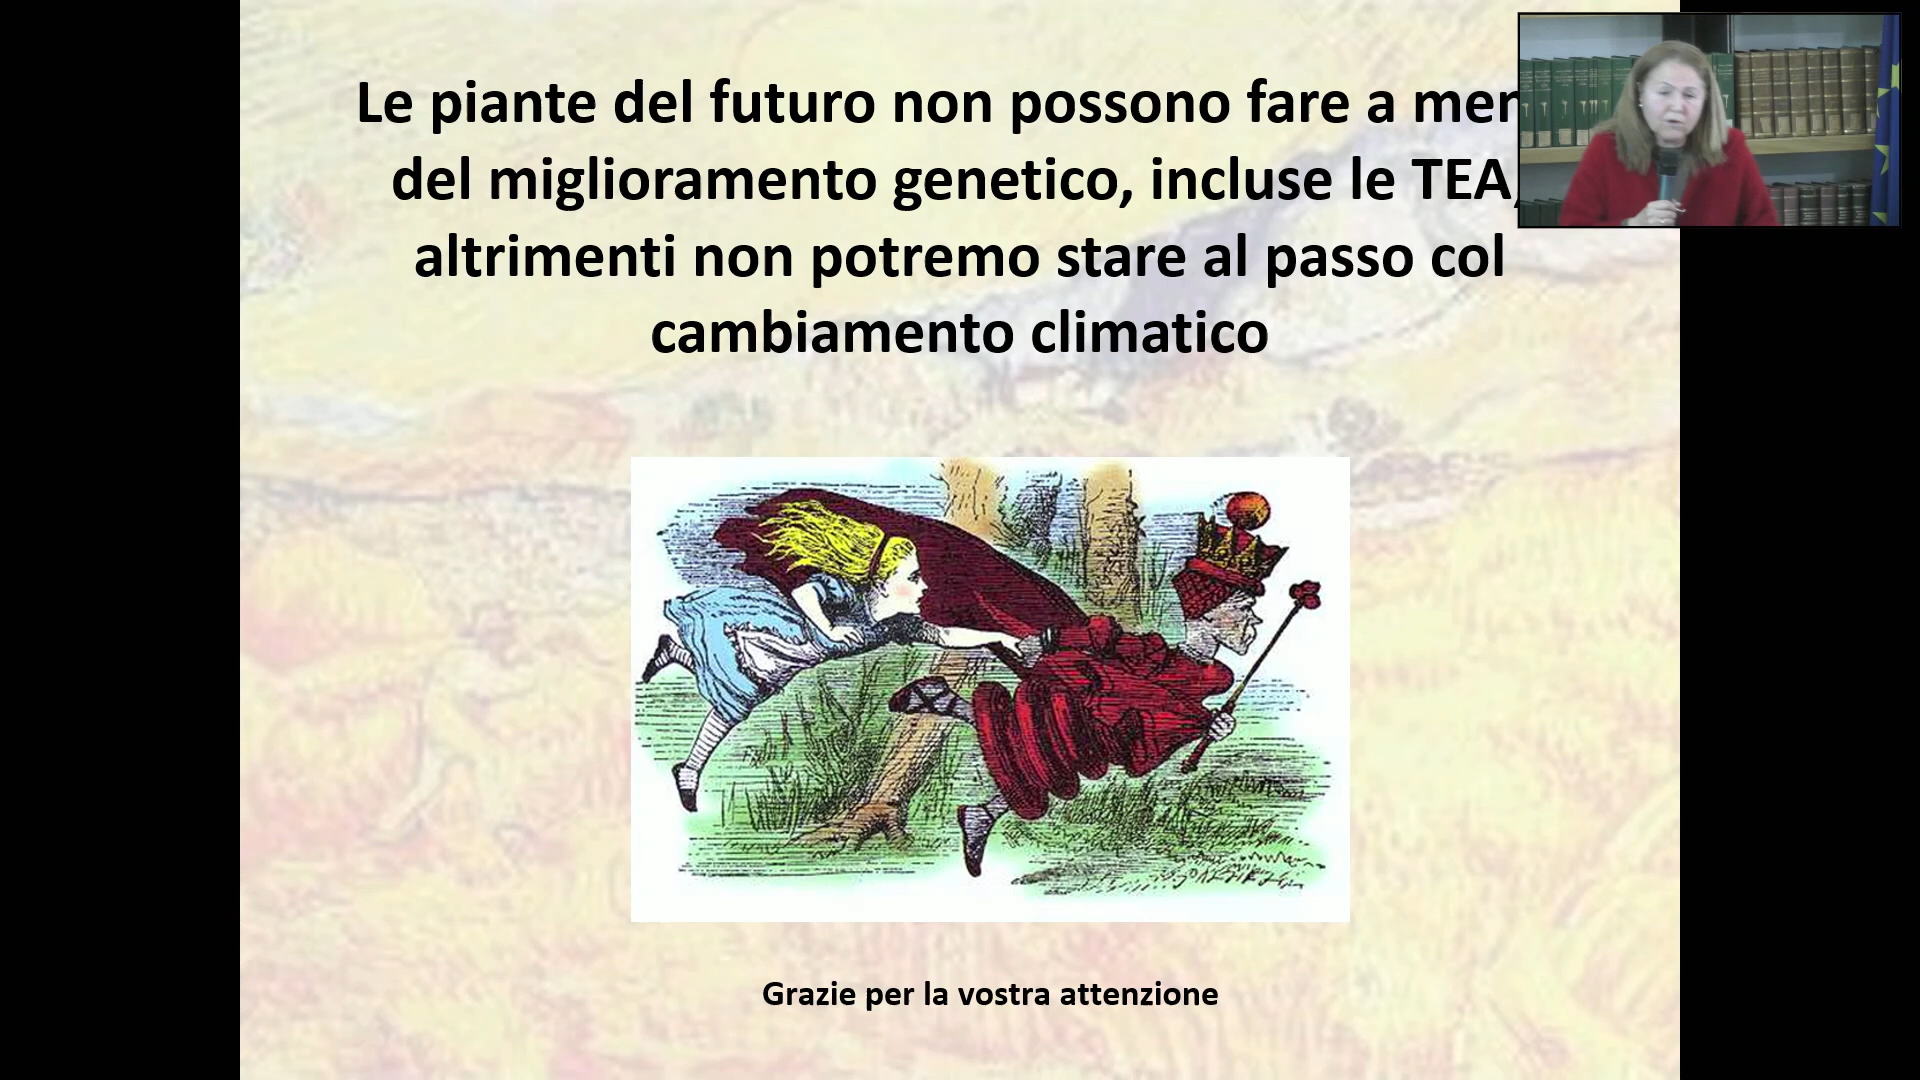 Le piante del futuro non possono fare a
del miglioramento genetico, incluse le TEA,
altrimenti non potremo stare al passo col
cambiamento climatico
Grazie per la vostra attenzione